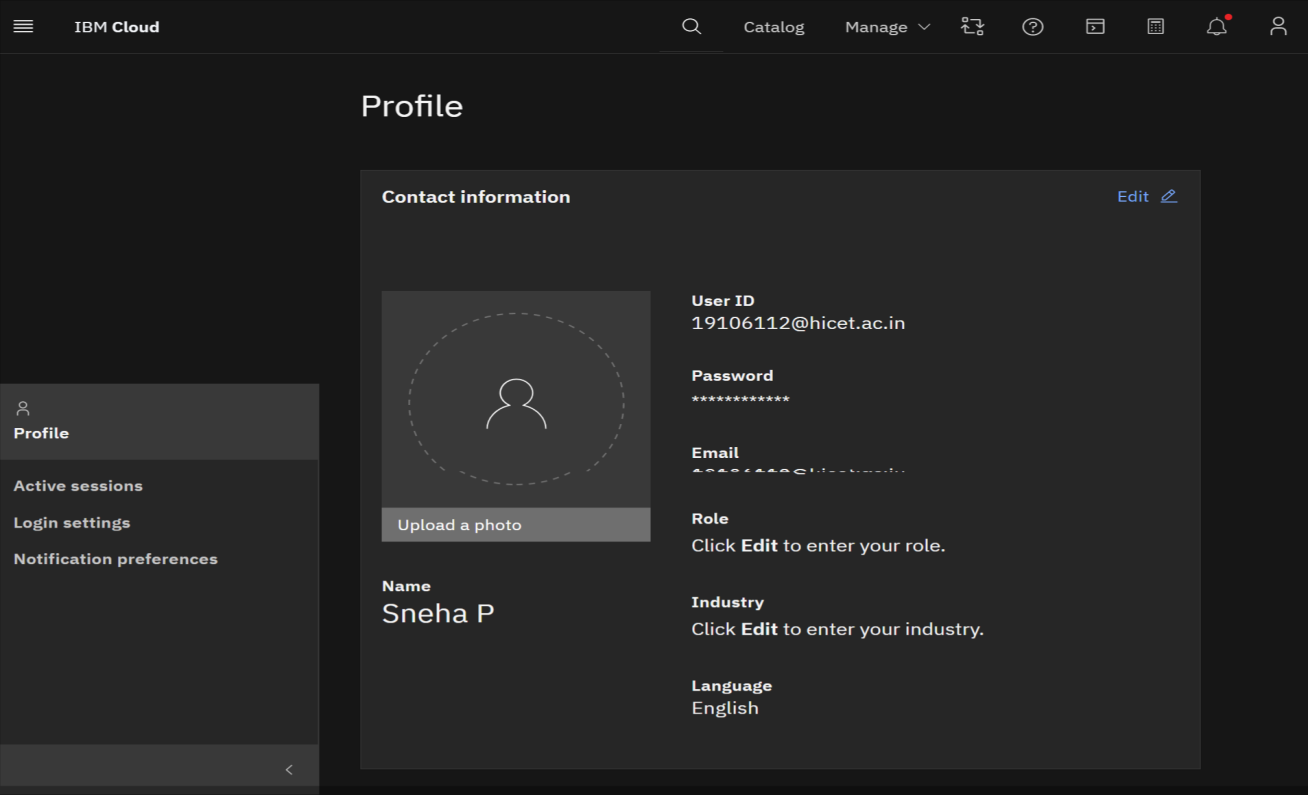 IBM Cloud
Catalog
Manage
Profile
Contact information
Edit
User ID
19106112@hicet.ac.in
Password
************
Email
Role
Click Edit to enter your role.
Industry
Click Edit to enter your industry.
Language
English
Upload a photo
Name
Sneha P
Profile
Active sessions
Login settings
Notification preferences